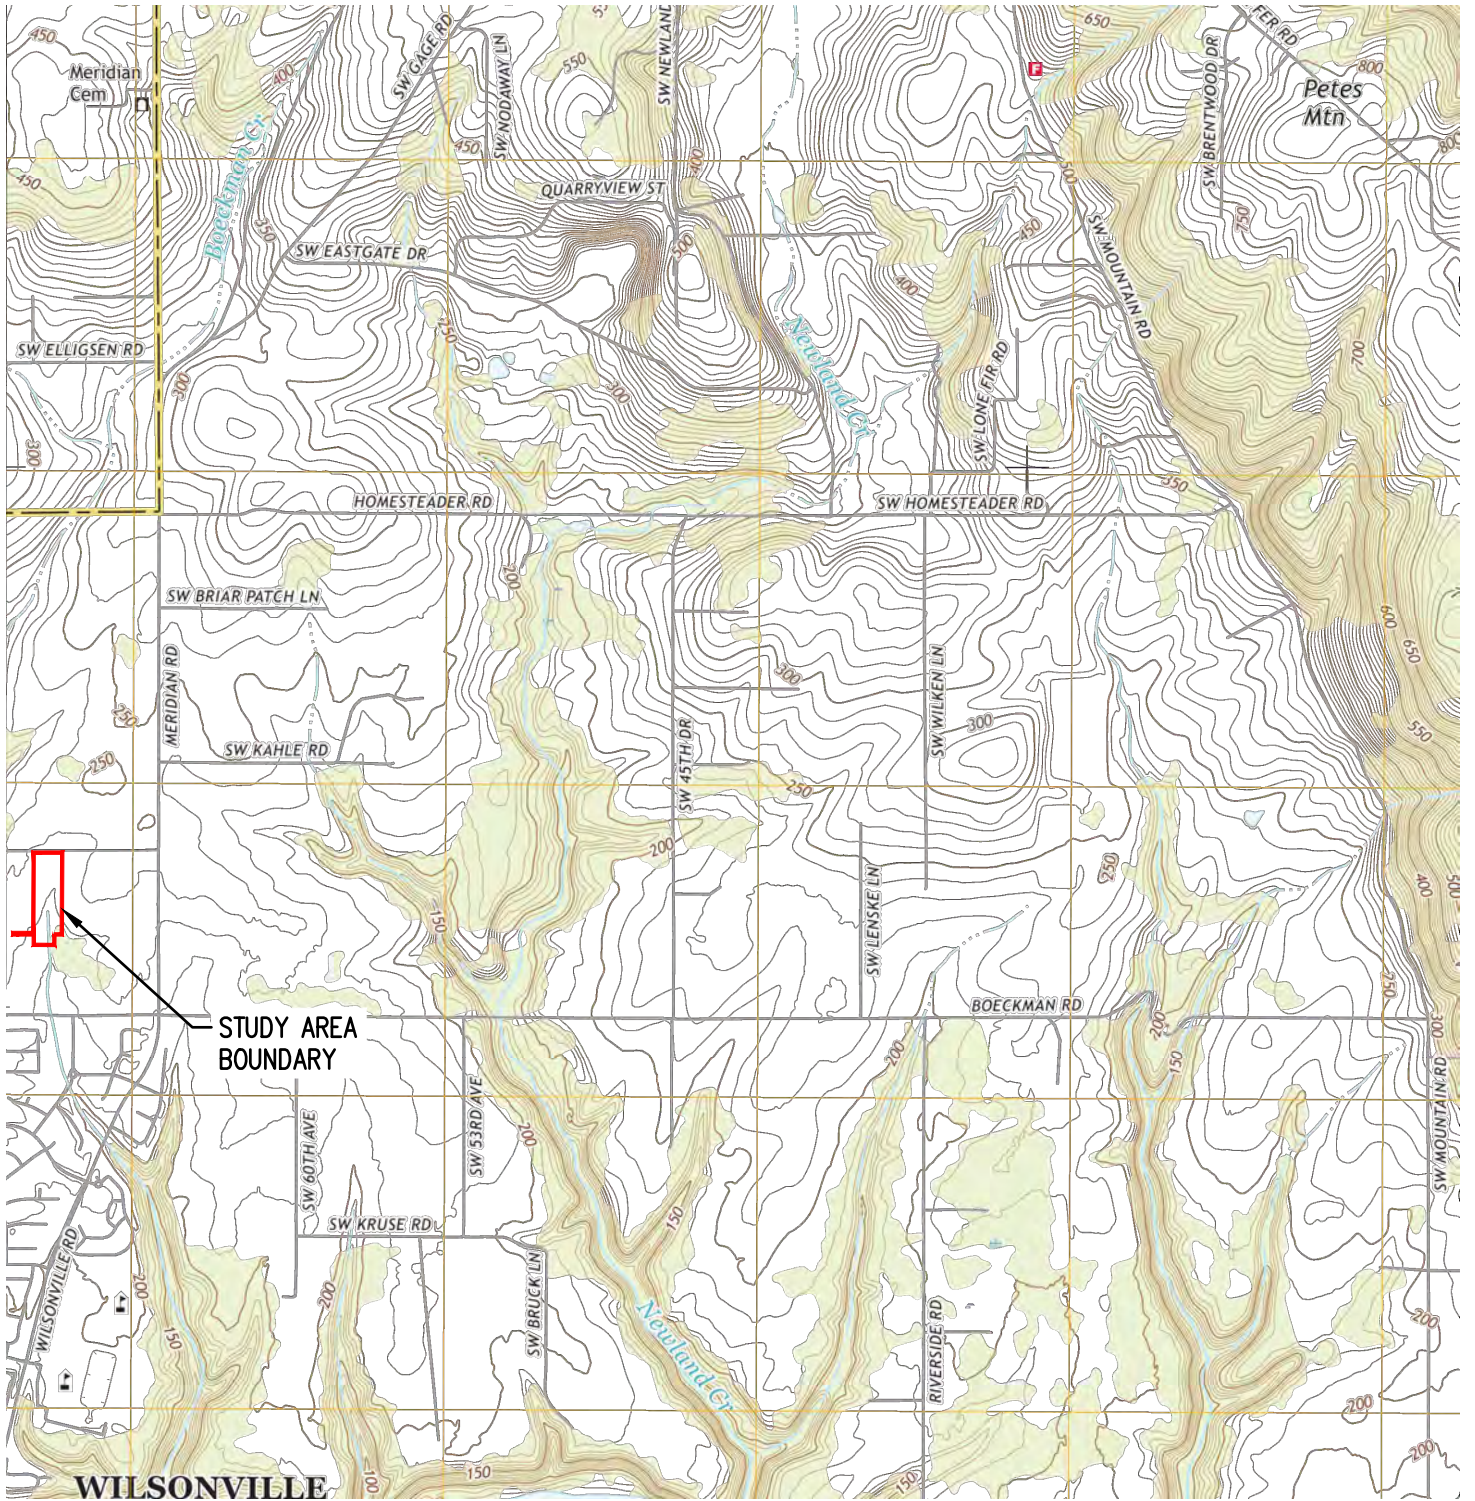 450
400
SW GAGE RD
SW NODAWAY LN
550
SW NEWLAND
650
F
SW BRENTWOOD DR
FER RD
800
Meridian
Cem
Petes
Mtn
450
400
500
800
450
Boeckman Cr
350
QUARRYVIEW ST
SW EASTGATE DR
500
450
400
SW MOUNTAIN RD
750
SW ELLIGSEN RD
250
Newland Cr
300
300
SW LONE FIR RD
700
300
HOMESTEADER RD
SW HOMESTEADER RD
350
200
SW BRIAR PATCH LN
600
MERIDIAN RD
300
SW WILKEN LN
650
250
300
550
SW KAHLE RD
SW 45TH DR
250
250
200
250
SW LENSKE LN
400
500
150
250
BOECKMAN RD
STUDY AREA
BOUNDARY
200
300
200
150
SW 60TH AVE
SW 53RD AVE
200
SW MOUNTAIN RD
SW KRUSE RD
150
WILSONVILLE RD
200
200
SW BRUCK LN
Newland Cr
RIVERSIDE RD
150
200
200
200
WILSONVILLE
100
150
150